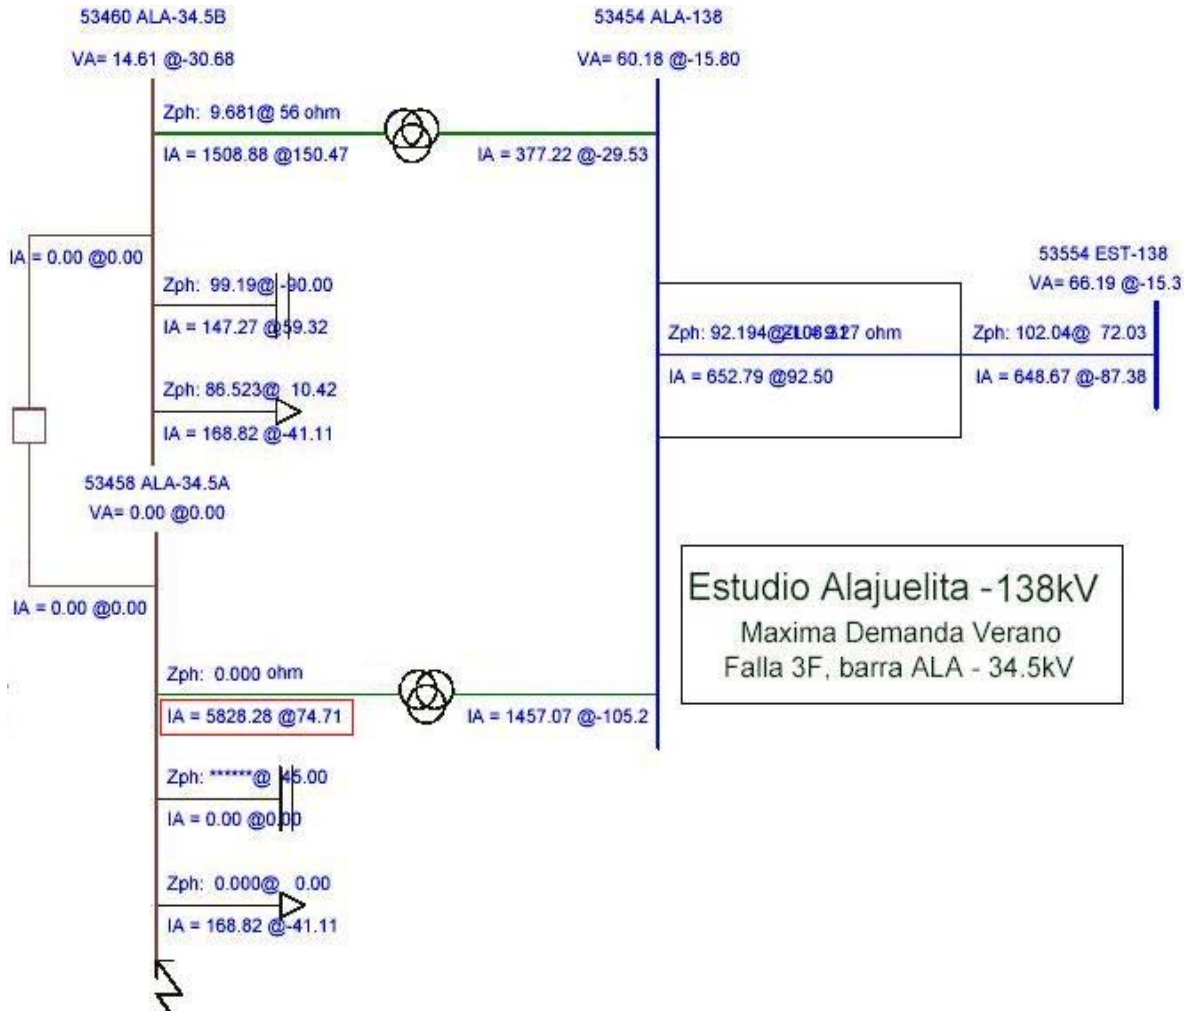 53460 ALA-34.5B
VA= 14.61 @-30.68
53454 ALA-138
VA= 60.18 @-15.80
Zph: 9.681@ 56 ohm
IA = 1508.88 @150.47
IA = 377.22 @-29.53
IA = 0.00 @0.00
Zph: 99.19@ -90.00
IA = 147.27 @59.32
Zph: 86.523@ 10.42
IA = 168.82 @-41.11
53554 EST-138
VA= 66.19 @-15.3
Zph: 92.194@ ohm
IA = 652.79 @92.50
Zph: 102.04@ 72.03
IA = 648.67 @-87.38
53458 ALA-34.5A
VA= 0.00 @0.00
IA = 0.00 @0.00
Estudio Alajuelita -138kV
Maxima Demanda Verano
Falla 3F, barra ALA - 34.5kV
Zph: 0.000 ohm
IA = 5828.28 @74.71
IA = 1457.07 @-105.2
Zph: ******@ 45.00
IA = 0.00 @0.00
Zph: 0.000@ 0.00
IA = 168.82 @-41.11